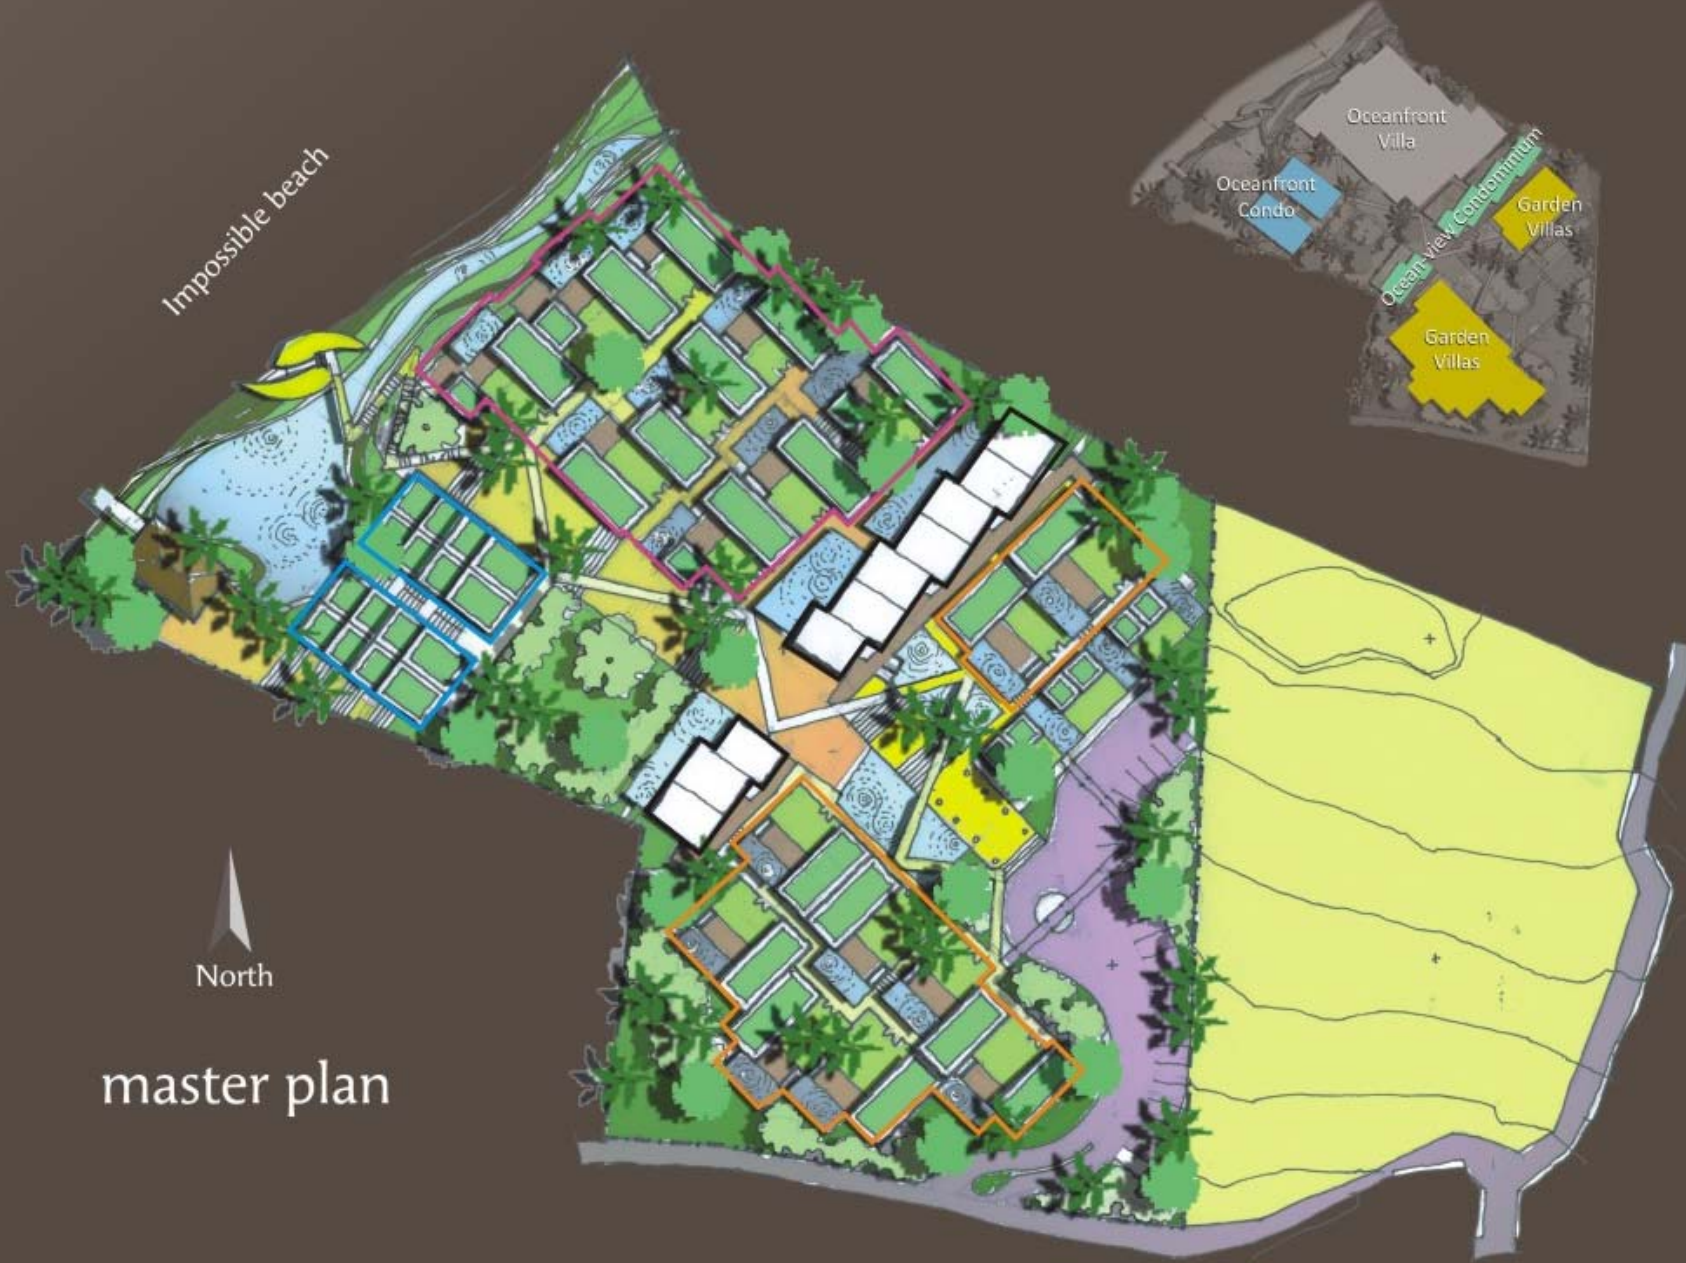 Impossible beach
Oceanfront
Villa
Oceanfront
Condo
Ocean-view Condominium
Garden
Villas
Garden
Villas
North
master plan